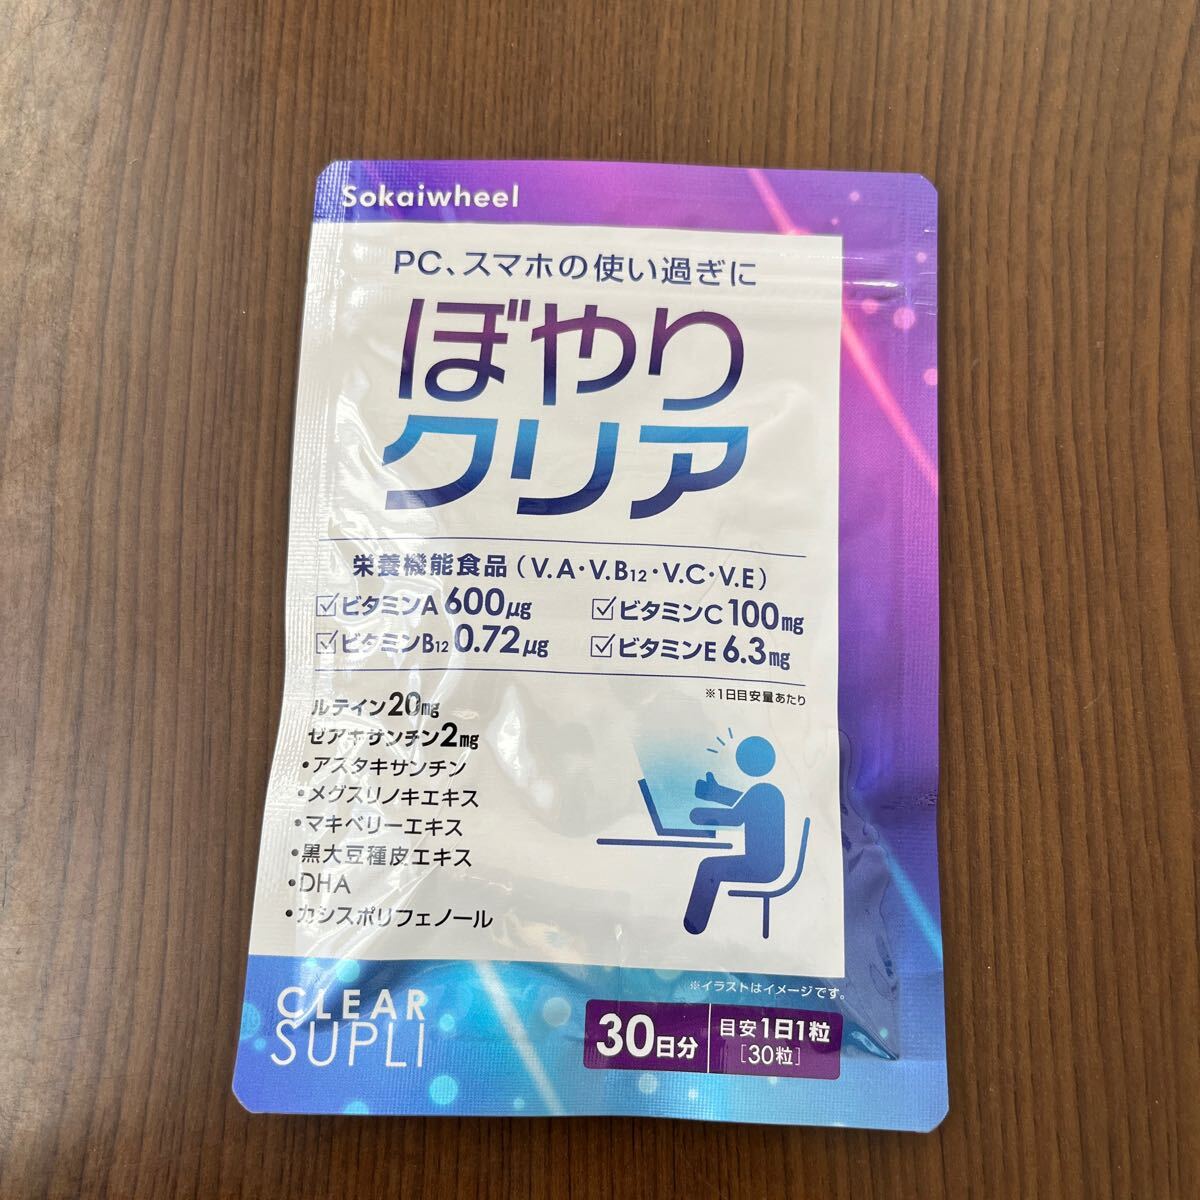 Sokaiwheel
PC、スマホの使い過ぎに
ぼやり
クリア
栄養機能食品(V.A・V.B12・V.C・V.E)
ビタミンA 600μg
ビタミンC 100mg
ビタミンB12 0.72μg
ビタミンE 6.3mg
※1日目安量あたり
ルテイン20mg
ゼアキサンチン2mg
・アスタキサンチン
・メグスリノキエキス
・マキベリーエキス
・黒大豆種皮エキス
・DHA
・カシスポリフェノール
※イラストはイメージです。
CLEAR
SUPLI
30日分
目安1日1粒
[30粒]